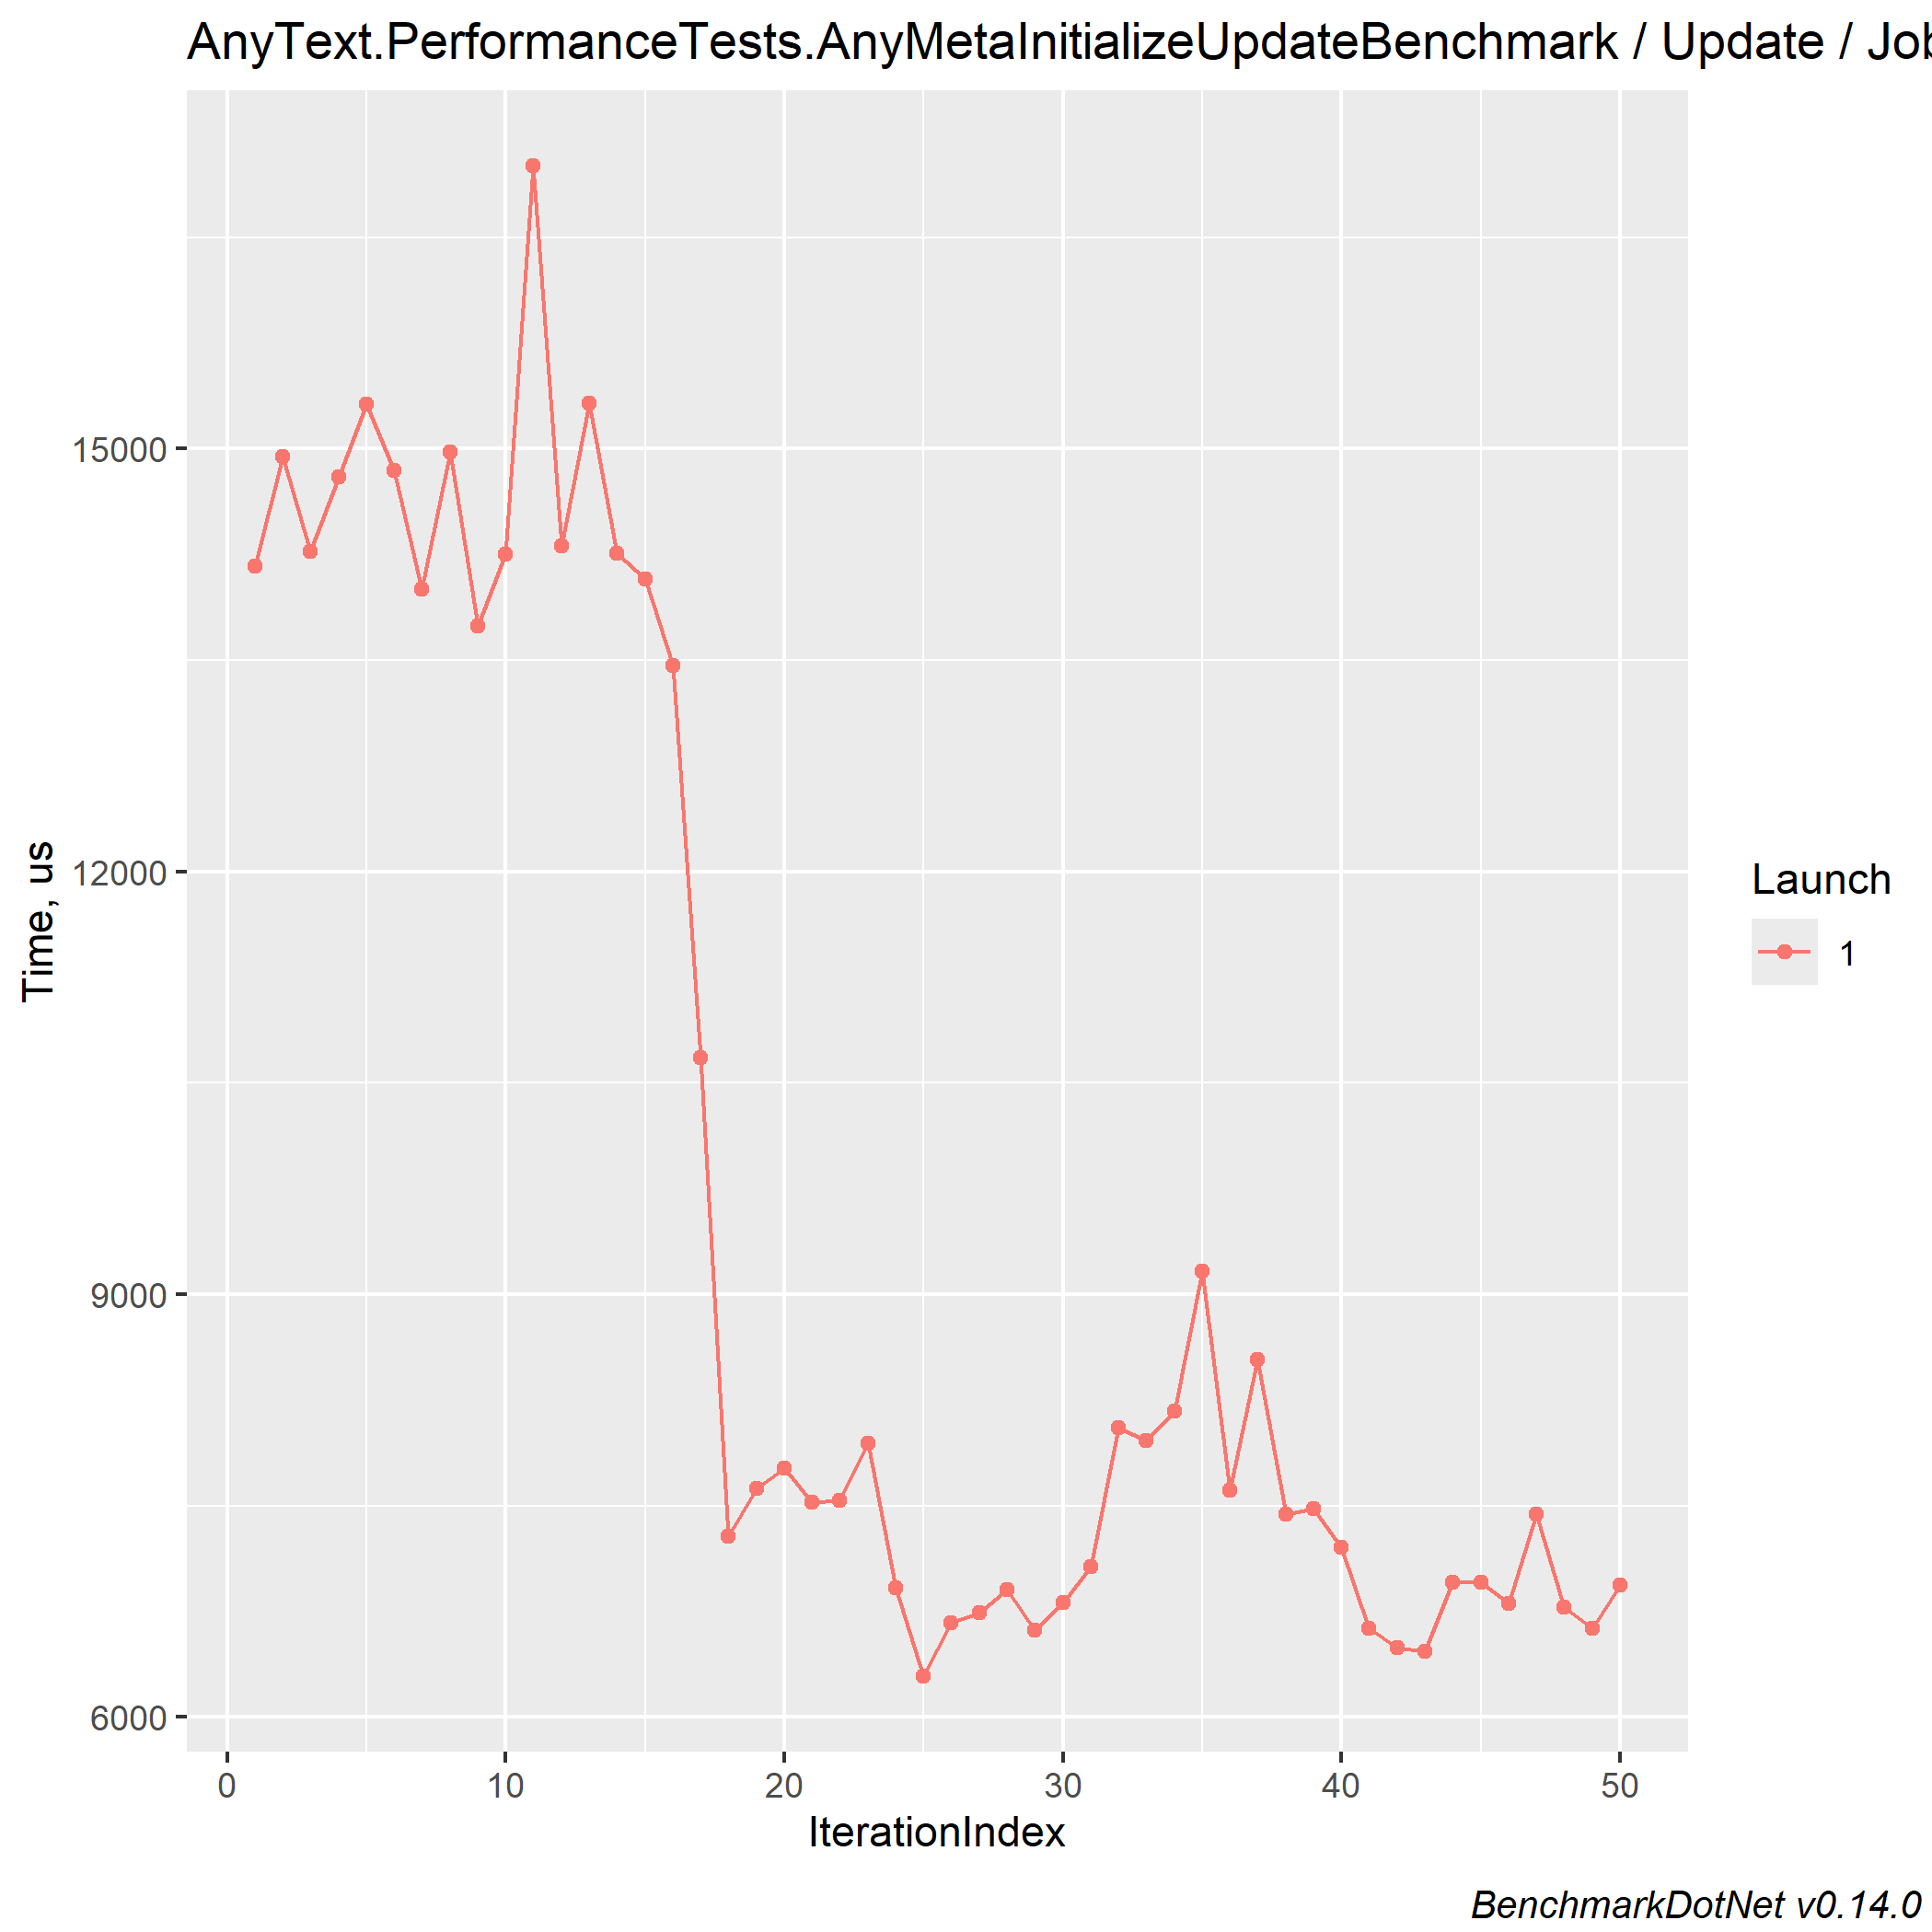 AnyText.PerformanceTests.AnyMetaInitializeUpdateBenchmark / Update / Job
15000
12000
9000
6000
Time, us
0 10 20 30 40 50
IterationIndex
Launch
1
BenchmarkDotNet v0.14.0